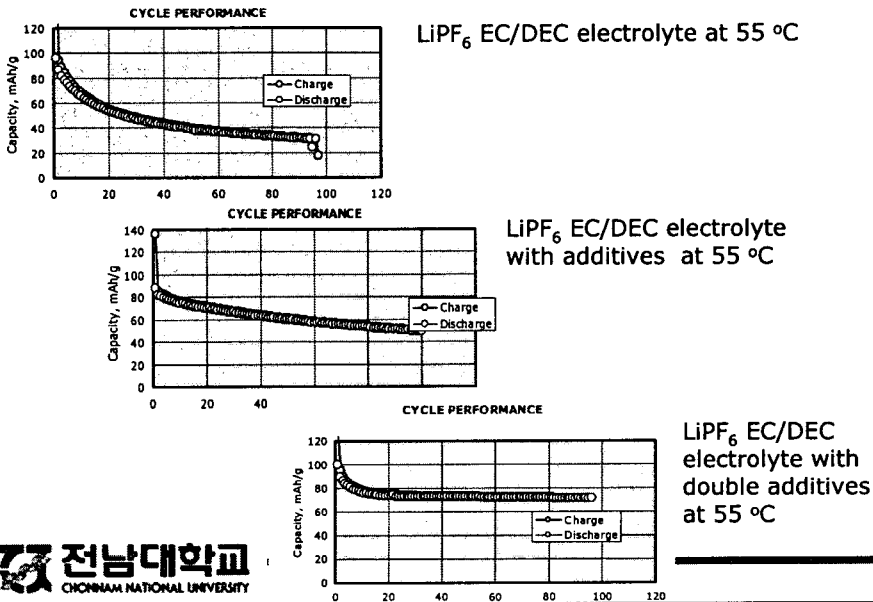 CYCLE PERFORMANCE
LiPF6 EC/DEC electrolyte at 55 ºC
Capacity, mAh/g
120
100
80
60
40
20
0
Charge
Discharge
0 20 40 60 80 100 120
CYCLE PERFORMANCE
LiPF6 EC/DEC electrolyte
with additives at 55 ºC
Capacity, mAh/g
140
120
100
80
60
40
20
0
Charge
Discharge
0 20 40
CYCLE PERFORMANCE
LiPF6 EC/DEC
electrolyte with
double additives
at 55 ºC
Capacity, mAh/g
120
100
80
60
40
20
0
Charge
Discharge
0 20 40 60 80 100 120
전남대학교
CHONNAM NATIONAL UNIVERSITY